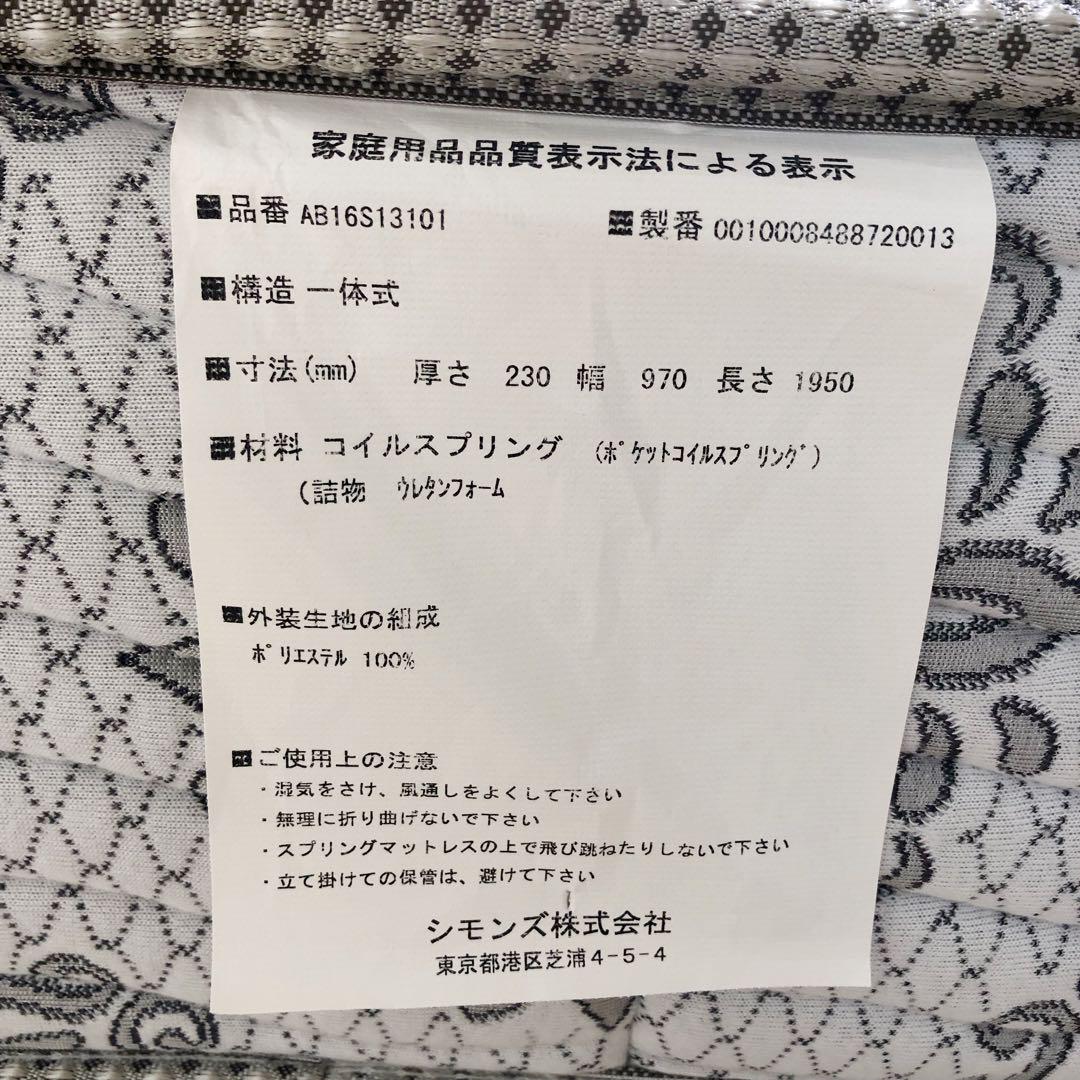 家庭用品品質表示法による表示
■品番 AB16S13101 ■製番 0010008488720013
■構造 一体式
■寸法(mm) 厚さ 230 幅 970 長さ 1950
■材料 コイルスプリング (ﾎﾟｹｯﾄｺｲﾙｽﾌﾟﾘﾝｸﾞ)
(詰物 ｳﾚﾀﾝﾌｫｰﾑ
■外装生地の組成
ﾎﾟﾘｴｽﾃﾙ 100%
■ご使用上の注意
・湿気をさけ、風通しをよくして下さい
・無理に折り曲げないで下さい
・スプリングマットレスの上で飛び跳ねたりしないで下さい
・立て掛けての保管は、避けて下さい
シモンズ株式会社
東京都港区芝浦4-5-4